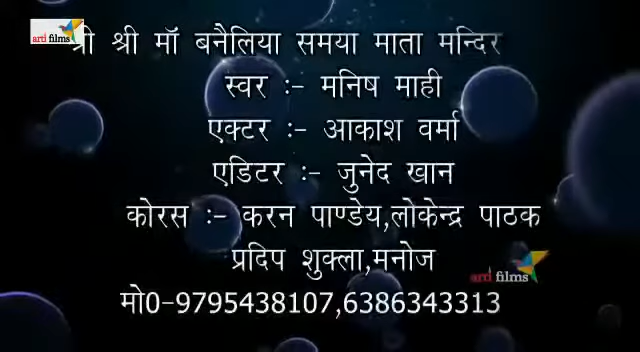 arti films
श्री श्री माँ बनैलिया समया माता मन्दिर
स्वर :- मनिष माही
एक्टर :- आकाश वर्मा
एडिटर :- जुनेद खान
कोरस :- करन पाण्डेय,लोकेन्द्र पाठक
प्रदिप शुक्ला,मनोज
arti films
मो0-9795438107,6386343313